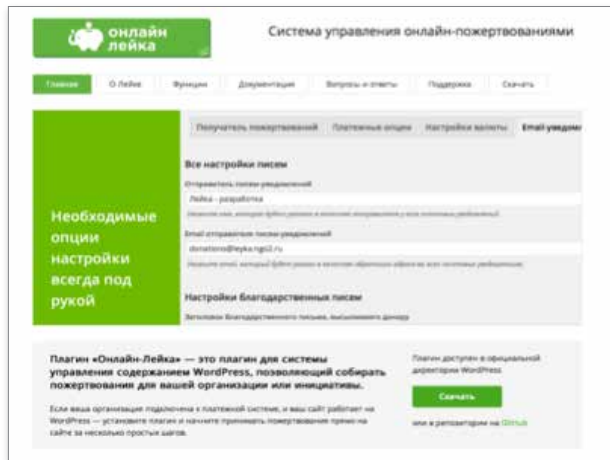 онлайн
лейка
Система управления онлайн-пожертвованиями
Главная О Лейке Функции Документация Вопросы и ответы Поддержка Скачать
Получатель пожертвований Платежные опции Настройки валюты Email-уведомл
Все настройки писем
Отправитель писем-уведомлений
Лейка - разработка
Email отправителя писем-уведомлений
donations@leyka.ngo2.ru
Настройки благодарственных писем
Заголовок благодарственного письма, высылаемого донору
Необходимые
опции
настройки
всегда под
рукой
Плагин «Онлайн-Лейка» — это плагин для системы
управления содержанием WordPress, позволяющий собирать
пожертвования для вашей организации или инициативы.
Если ваша организация подключена к платежной системе, и ваш сайт работает на
WordPress — установите плагин и начните принимать пожертвования прямо на
сайте за несколько простых шагов.
Плагин доступен в официальной
директории WordPress
Скачать
или в репозитории на GitHub